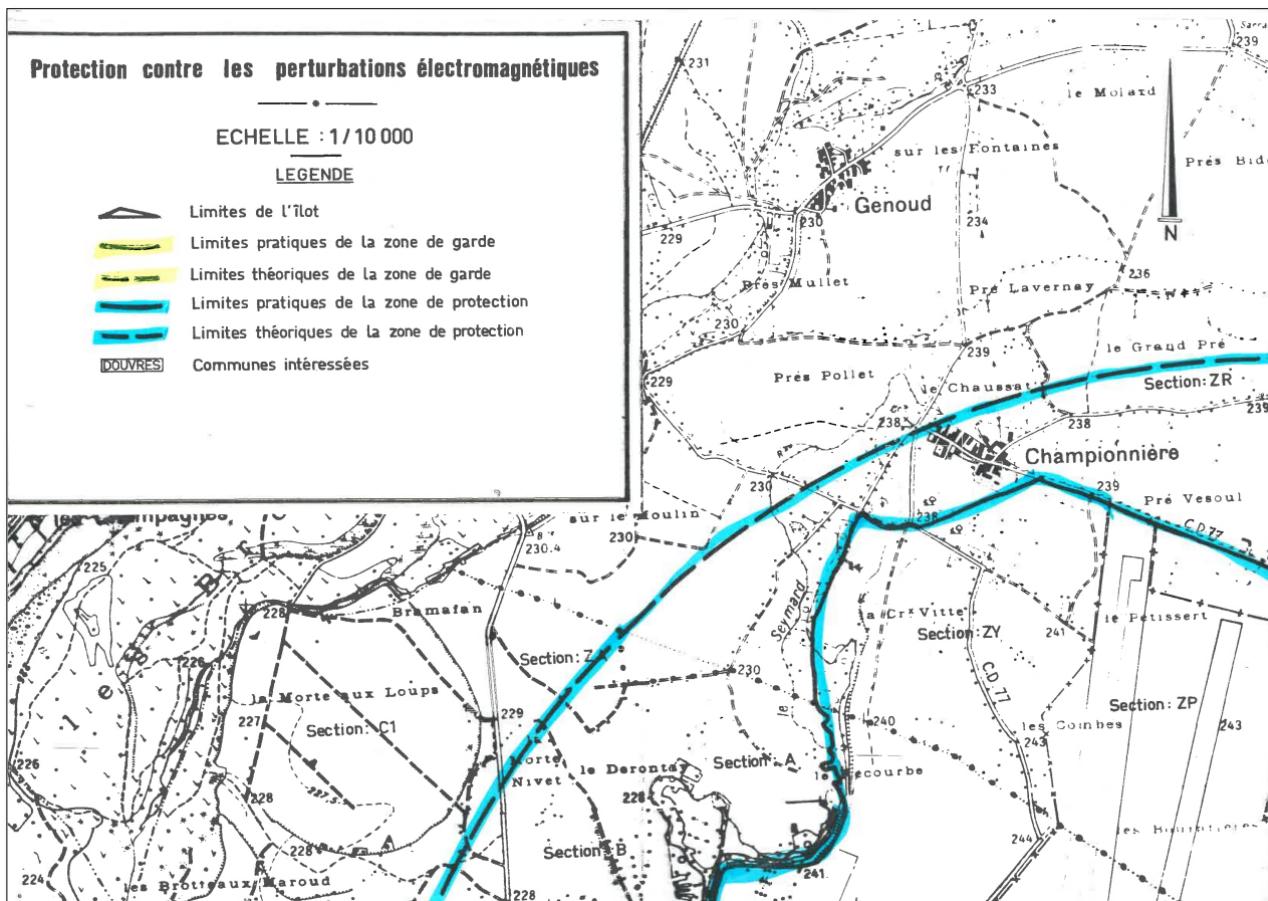 Protection contre les perturbations électromagnétiques
ECHELLE : 1/10 000
LEGENDE
Limites de l'îlot
Limites pratiques de la zone de garde
Limites théoriques de la zone de garde
Limites pratiques de la zone de protection
Limites théoriques de la zone de protection
DOUVRES
Communes intéressées
N
231
239
233
le Molard
sur les Fontaines
Genoud
230
229
234
Prés Mullet
Pré Lavernay
236
230
239
le Grand Pré
Prés Pollet
229
le Chaussat
Section: ZR
239
238
238
Championnière
230
239
Pré Vesoul
sur le Moulin
230
238
C.D. 77
230.4
225
Bramafan
228
Seynard
le
la Crx Vitte
Section: ZY
241
le Petissert
226
Section: Z
230
C.D. 77
la Morte aux Loups
227
Section: C1
229
240
les Combes
Section: ZP
243
243
226
Morte
Nivet
le Derontay
Section: A
228
228
244
228
Section: B
241
224
les Brotteaux Maroud
228